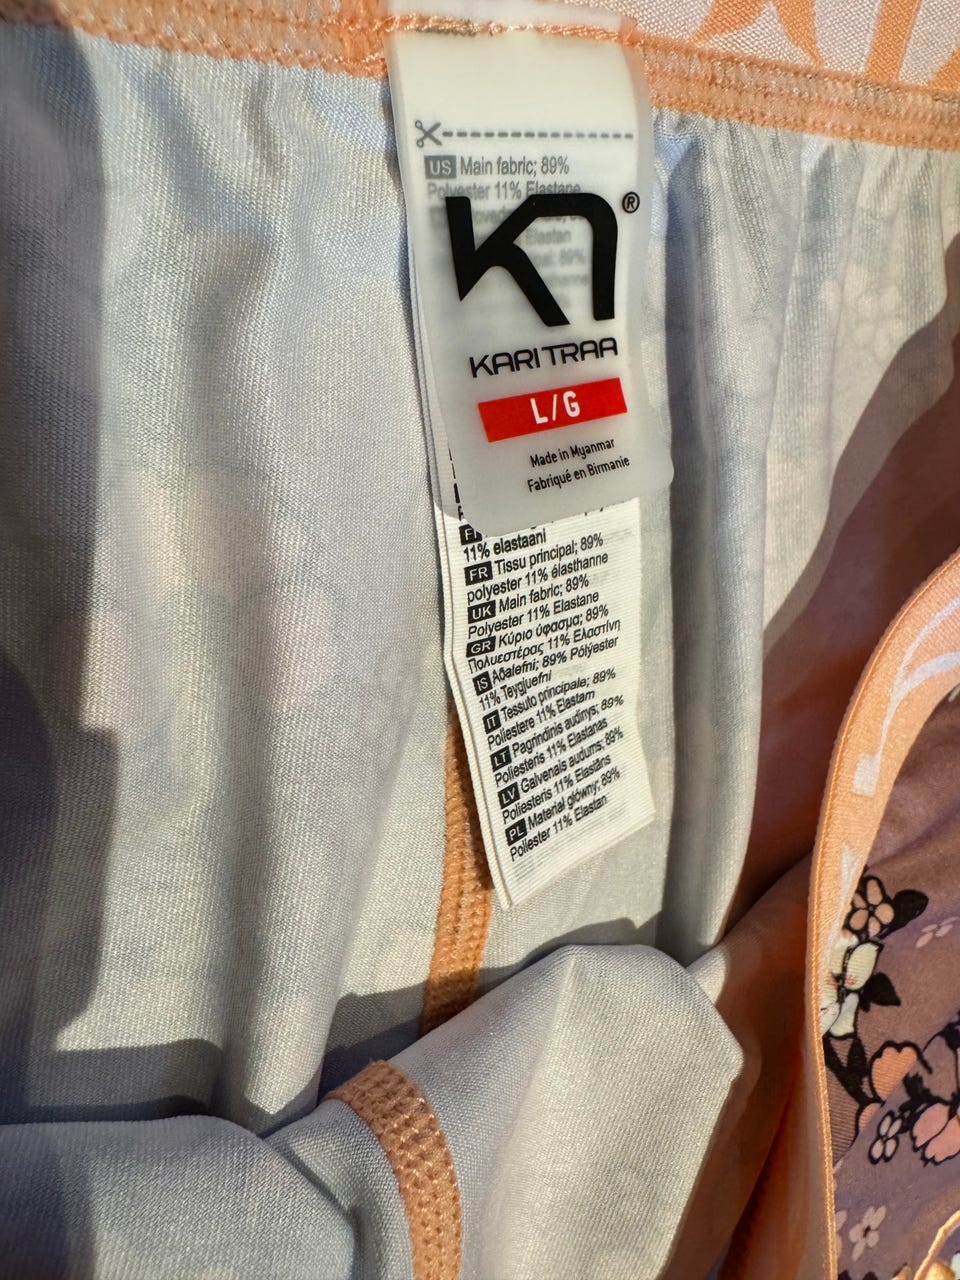 US Main fabric; 89%
Polyester 11% Elastane
®
KARI TRAA
L/G
Made in Myanmar
Fabriqué en Birmanie
11% elastaani
FR Tissu principal; 89%
polyester 11% élasthanne
UK Main fabric; 89%
Polyester 11% Elastane
GR Κύριο ύφασμα; 89%
Πολυεστέρας 11% Ελαστίνη
IS Aðalefni; 89% Pólýester
11% Teygjuefni
IT Tessuto principale; 89%
Poliestere 11% Elastam
LT Pagrindinis audinys; 89%
Poliesteris 11% Elastanas
LV Galvenais audums; 89%
Poliesteris 11% Elastāns
PL Materiał główny; 89%
Poliester 11% Elastan